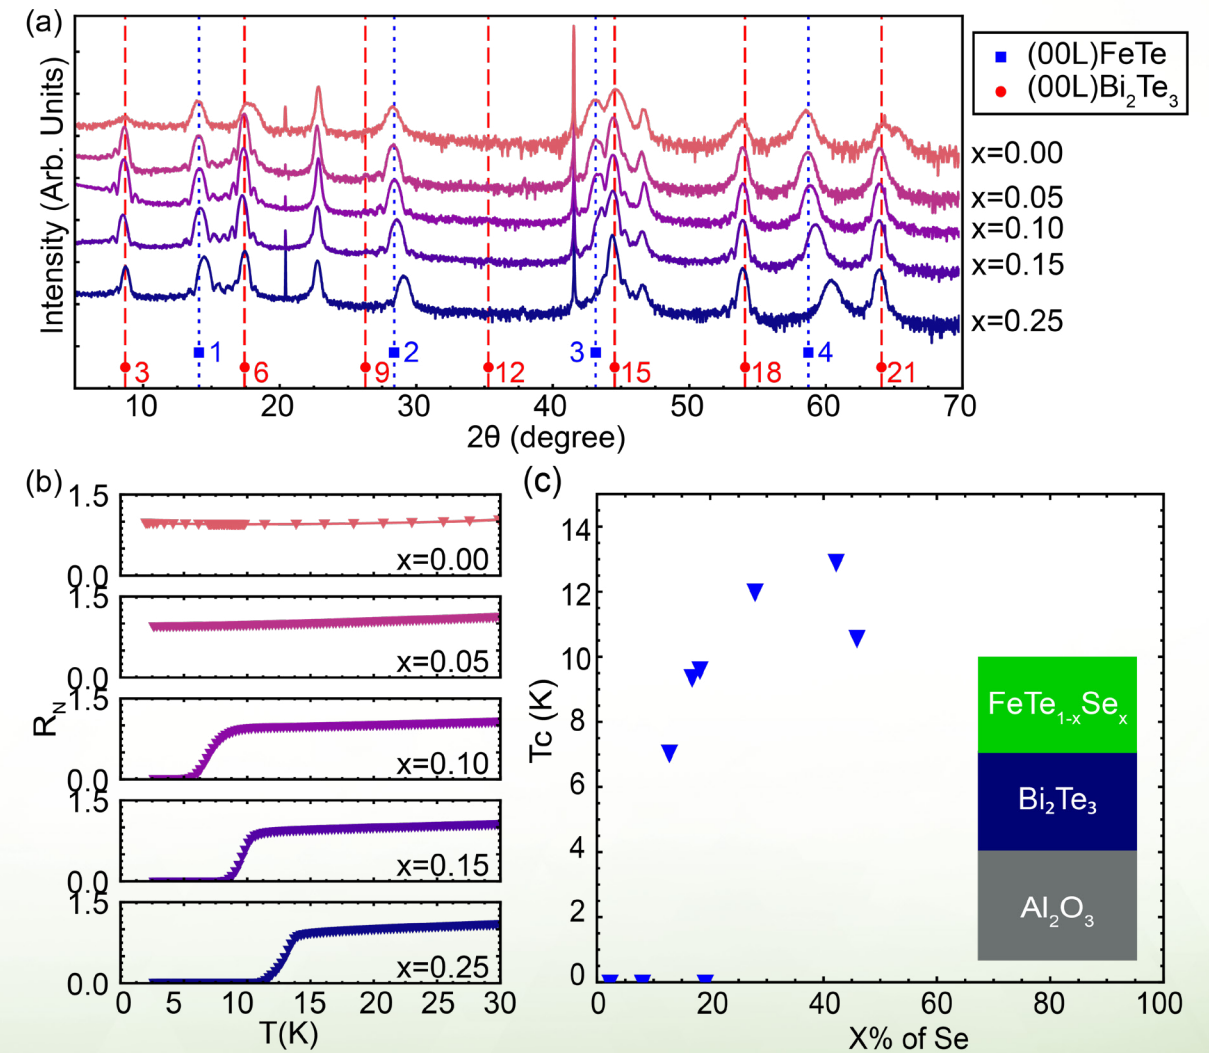 (a)
Intensity (Arb. Units)
(00L)FeTe
(00L)Bi₂Te₃
x=0.00
x=0.05
x=0.10
x=0.15
x=0.25
1 2 3 4
3 6 9 12 15 18 21
10 20 30 40 50 60 70
2θ (degree)
(b)
R_N
1.5
x=0.00
0.0
1.5
x=0.05
0.0
1.5
x=0.10
0.0
1.5
x=0.15
0.0
1.5
x=0.25
0.0
0 5 10 15 20 25 30
T(K)
(c)
Tc (K)
14
12
10
8
6
4
2
0
FeTe₁₋ₓSeₓ
Bi₂Te₃
Al₂O₃
0 20 40 60 80 100
X% of Se